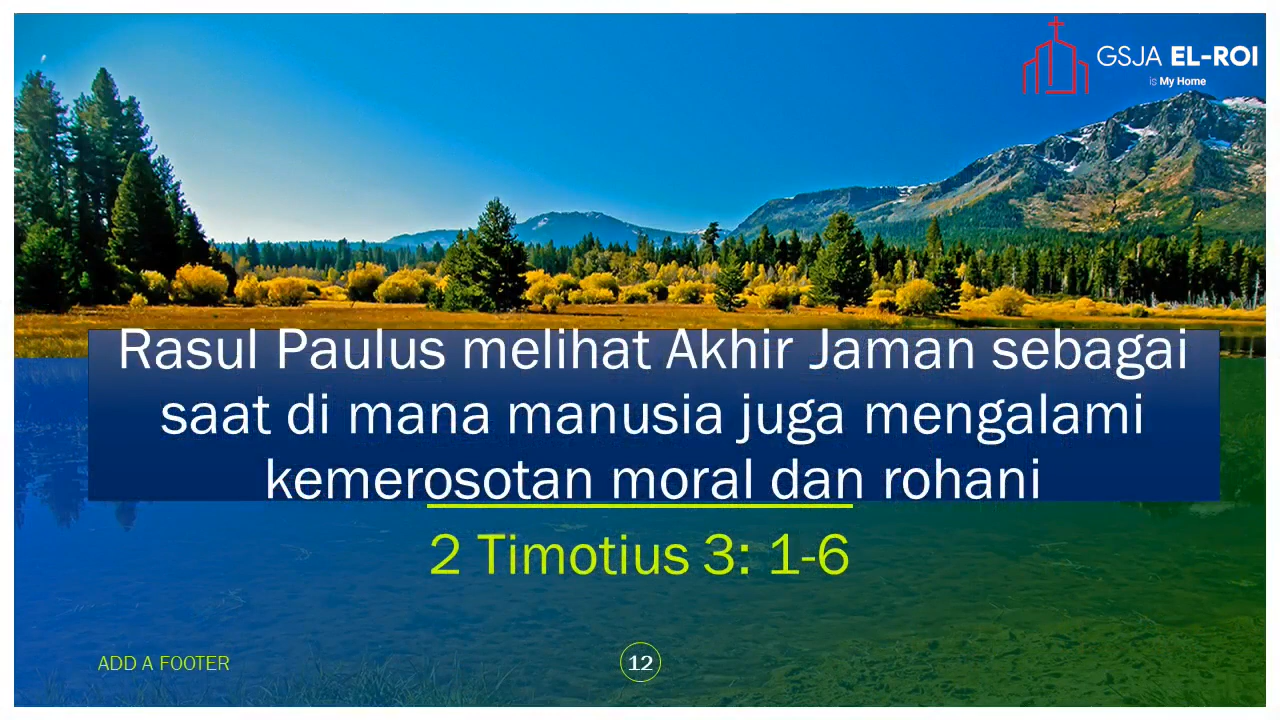 GSJA EL-ROI
is My Home
Rasul Paulus melihat Akhir Jaman sebagai
saat di mana manusia juga mengalami
kemerosotan moral dan rohani
2 Timotius 3: 1-6
ADD A FOOTER
12